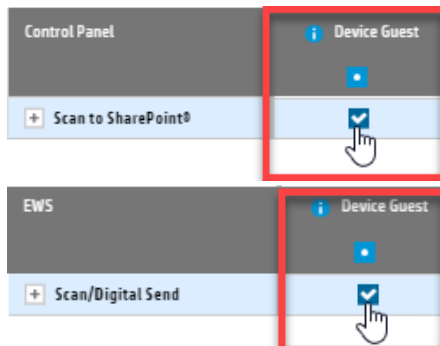 Control Panel
Device Guest
Scan to SharePoint®
EWS
Device Guest
Scan/Digital Send